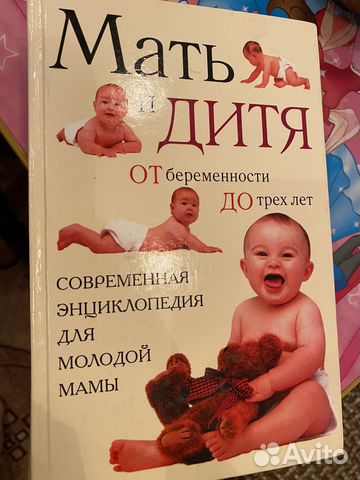 Мать
и ДИТЯ
ОТ беременности
ДО трех лет
СОВРЕМЕННАЯ
ЭНЦИКЛОПЕДИЯ
ДЛЯ
МОЛОДОЙ
МАМЫ
Avito